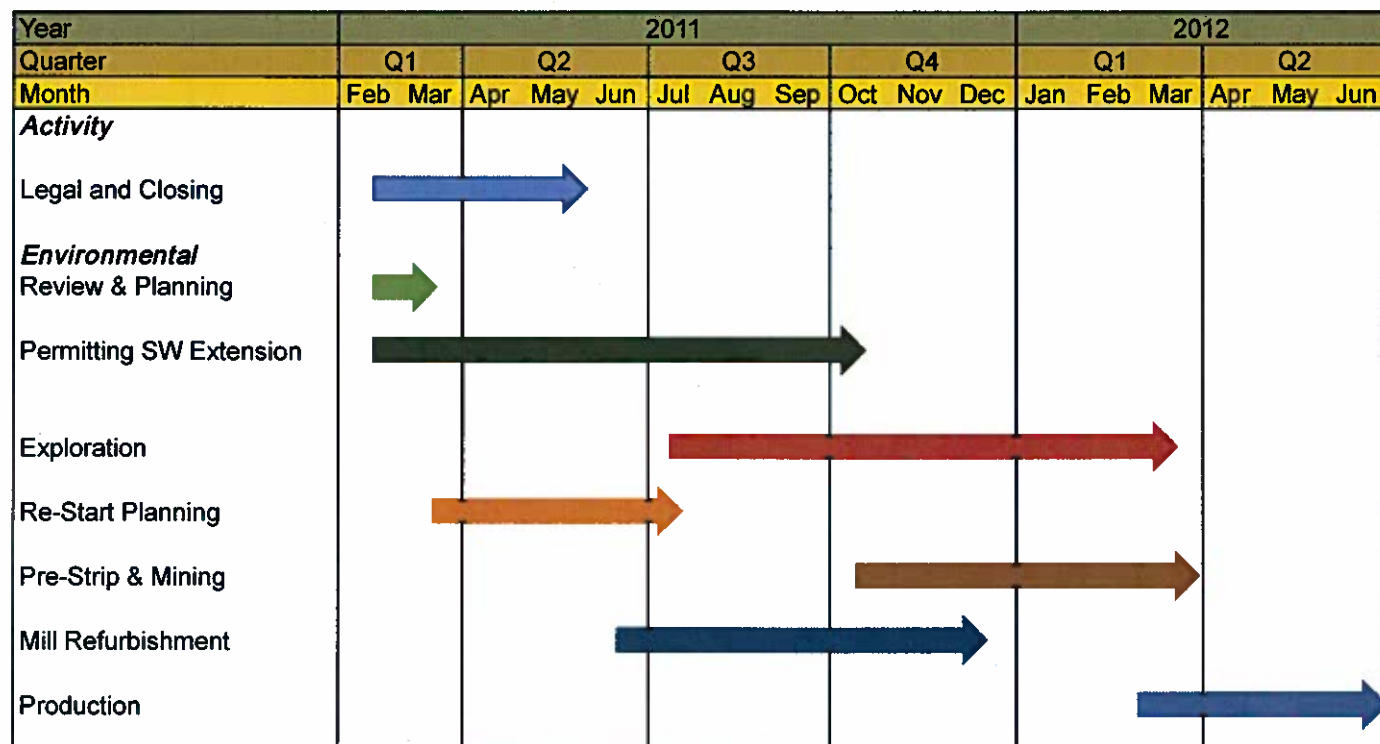 Year 2011 2012
Quarter Q1 Q2 Q3 Q4 Q1 Q2
Month Feb Mar Apr May Jun Jul Aug Sep Oct Nov Dec Jan Feb Mar Apr May Jun
Activity
Legal and Closing
Environmental
Review & Planning
Permitting SW Extension
Exploration
Re-Start Planning
Pre-Strip & Mining
Mill Refurbishment
Production